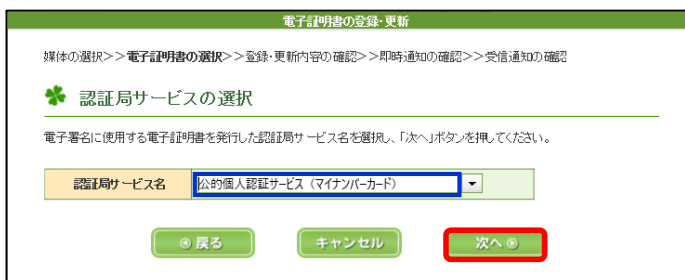 電子証明書の登録・更新
媒体の選択>>電子証明書の選択>>登録・更新内容の確認>>即時通知の確認>>受信通知の確認
認証局サービスの選択
電子署名に使用する電子証明書を発行した認証局サービス名を選択し、「次へ」ボタンを押してください。
認証局サービス名 公的個人認証サービス（マイナンバーカード）
戻る キャンセル 次へ